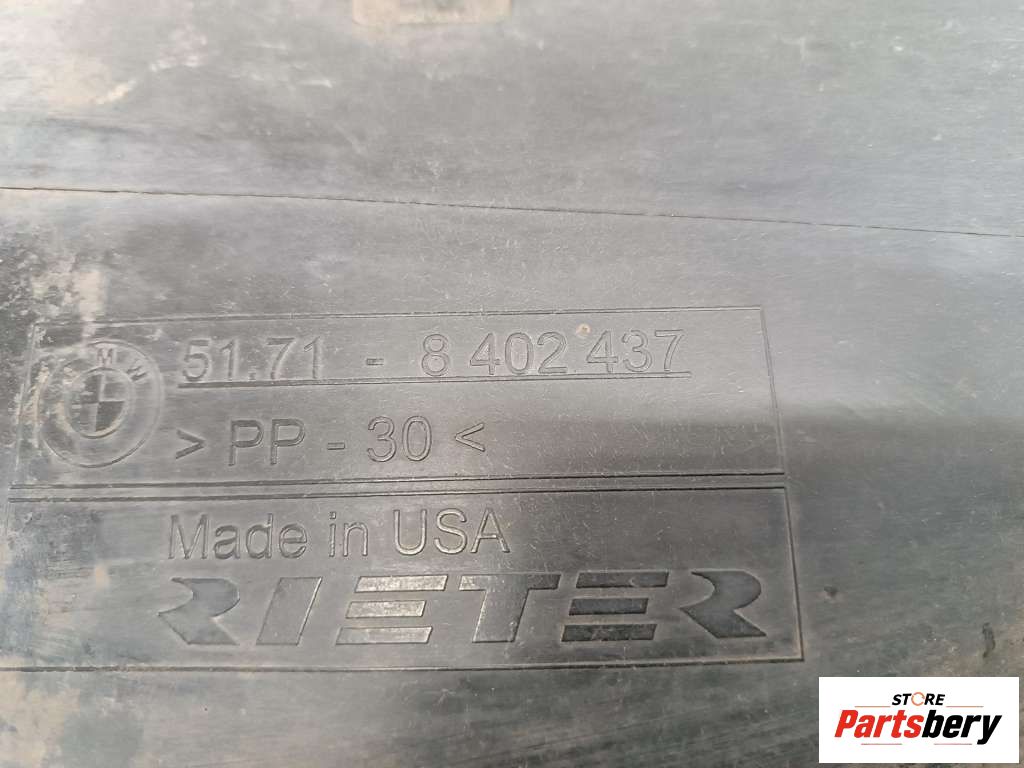 BMW
51.71 - 8 402 437
> PP - 30 <
Made in USA
RIETER
STORE
Partsbery